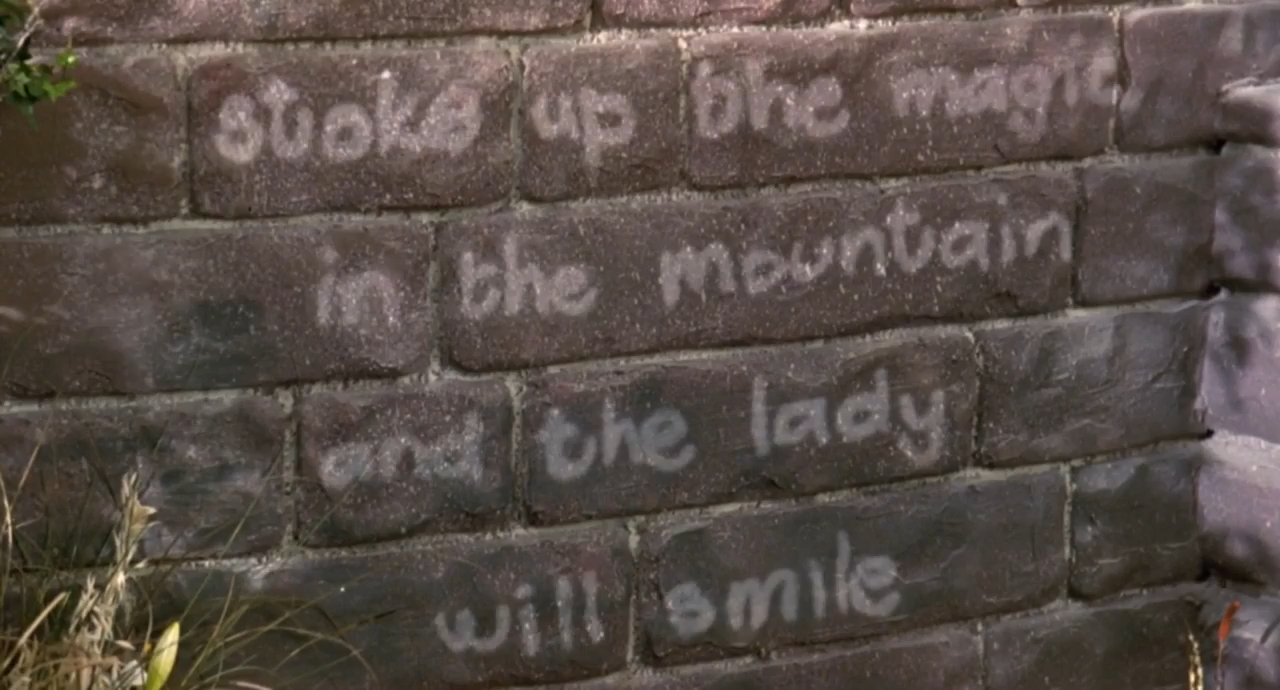 stoke up the magic
in the mountain
and the lady
will smile